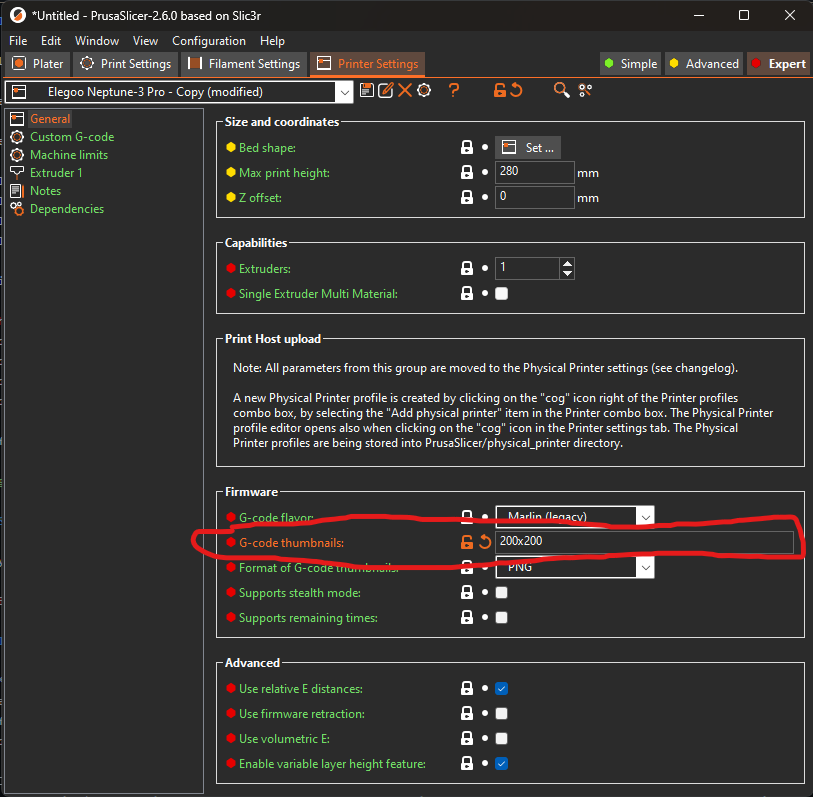 *Untitled - PrusaSlicer-2.6.0 based on Slic3r
File Edit Window View Configuration Help
Plater Print Settings Filament Settings Printer Settings Simple Advanced Expert
Elegoo Neptune-3 Pro - Copy (modified) ?
General
Custom G-code
Machine limits
Extruder 1
Notes
Dependencies
Size and coordinates
Bed shape: Set ...
Max print height: 280 mm
Z offset: 0 mm
Capabilities
Extruders: 1
Single Extruder Multi Material:
Print Host upload
Note: All parameters from this group are moved to the Physical Printer settings (see changelog).
A new Physical Printer profile is created by clicking on the "cog" icon right of the Printer profiles
combo box, by selecting the "Add physical printer" item in the Printer combo box. The Physical Printer
profile editor opens also when clicking on the "cog" icon in the Printer settings tab. The Physical
Printer profiles are being stored into PrusaSlicer/physical_printer directory.
Firmware
G-code flavor: Marlin (legacy)
G-code thumbnails: 200x200
Format of G-code thumbnails: PNG
Supports stealth mode:
Supports remaining times:
Advanced
Use relative E distances:
Use firmware retraction:
Use volumetric E:
Enable variable layer height feature: